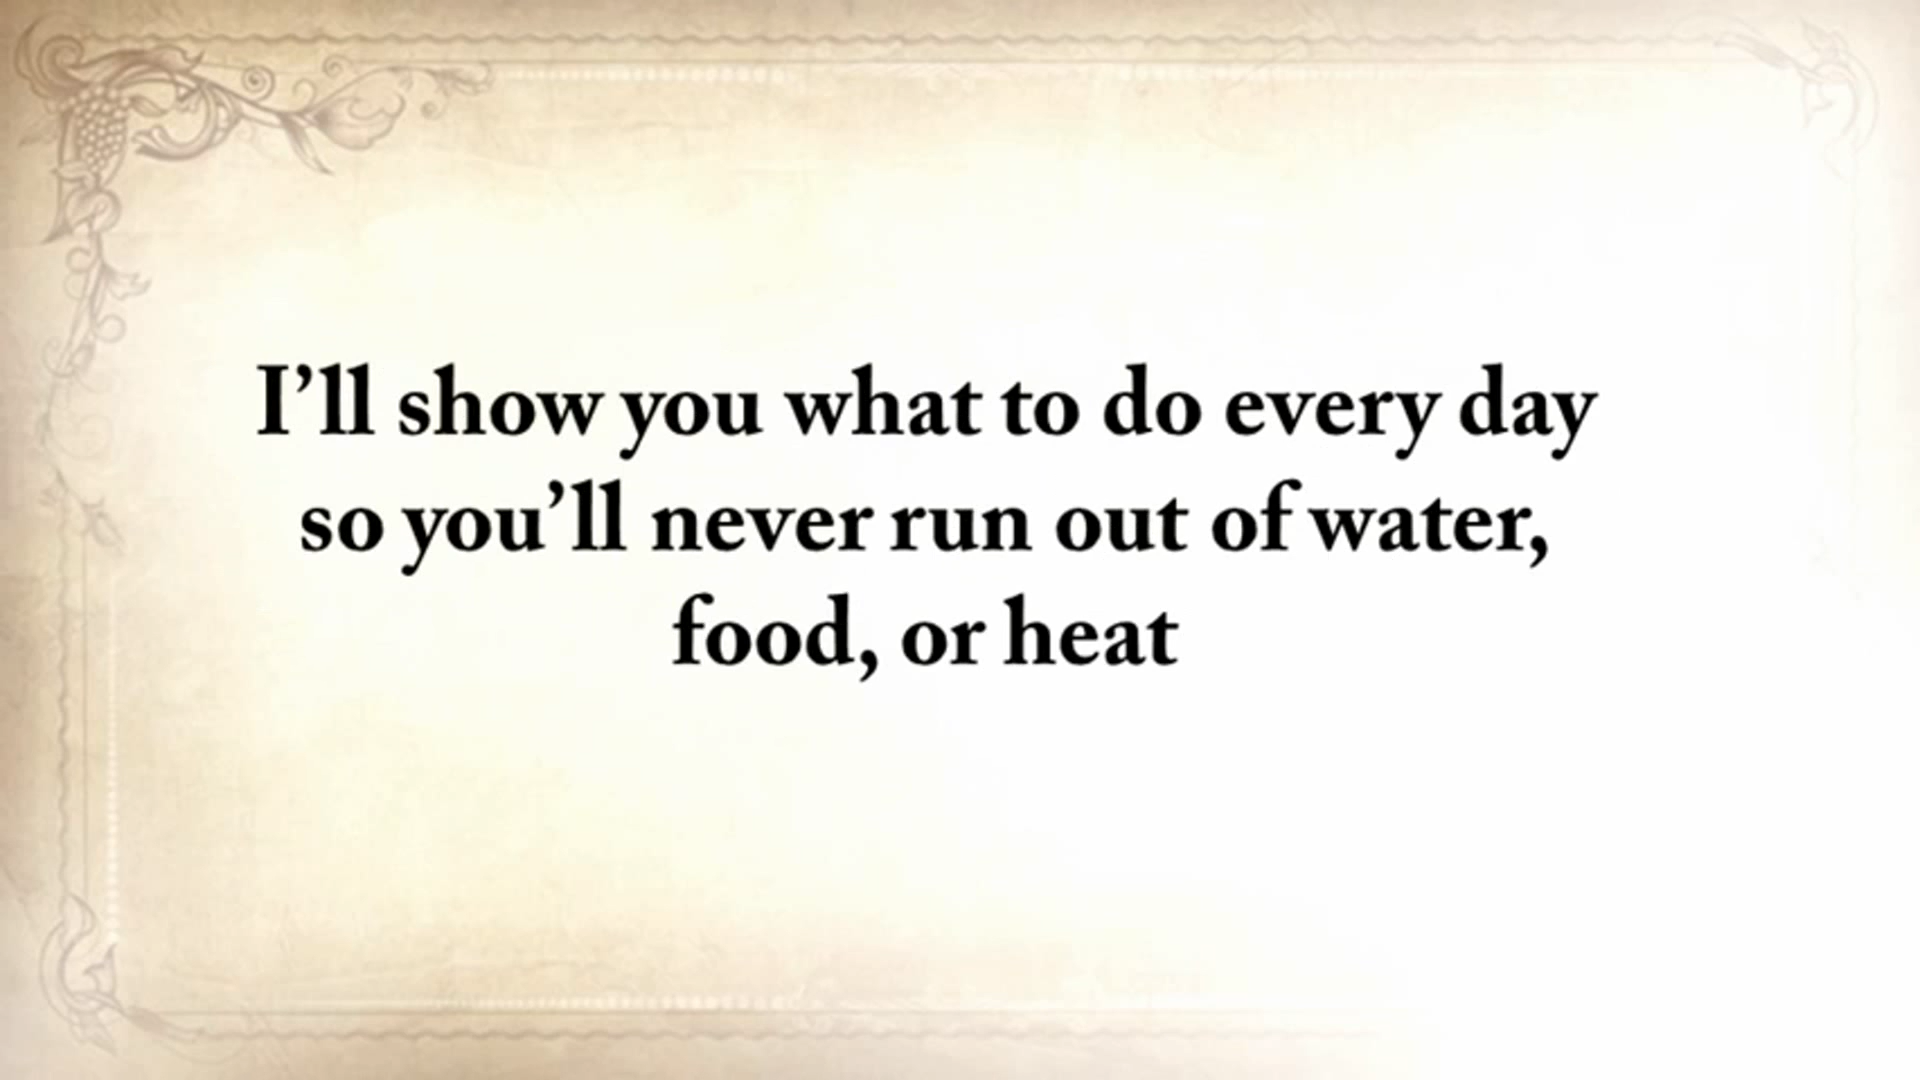 I’ll show you what to do every day
so you’ll never run out of water,
food, or heat